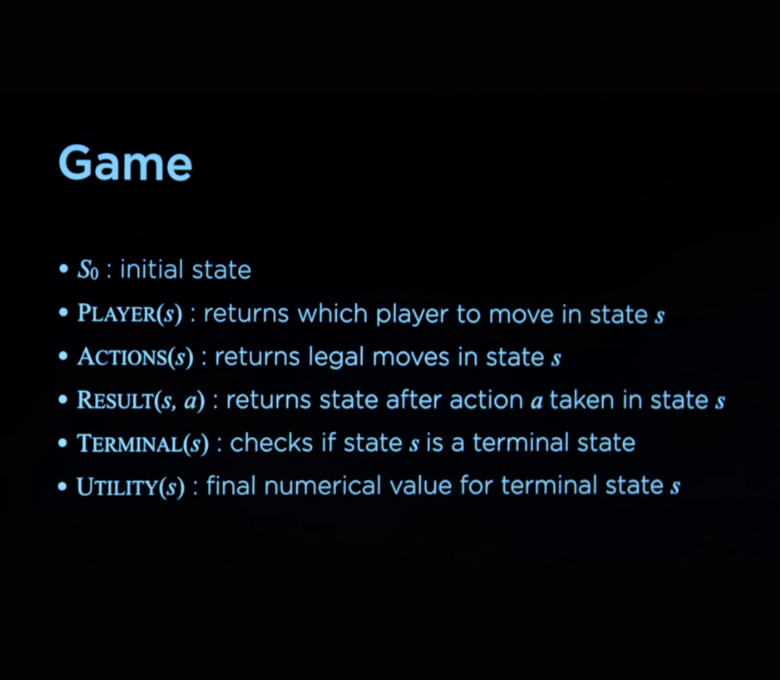 Game
• S₀ : initial state
• PLAYER(s) : returns which player to move in state s
• ACTIONS(s) : returns legal moves in state s
• RESULT(s, a) : returns state after action a taken in state s
• TERMINAL(s) : checks if state s is a terminal state
• UTILITY(s) : final numerical value for terminal state s